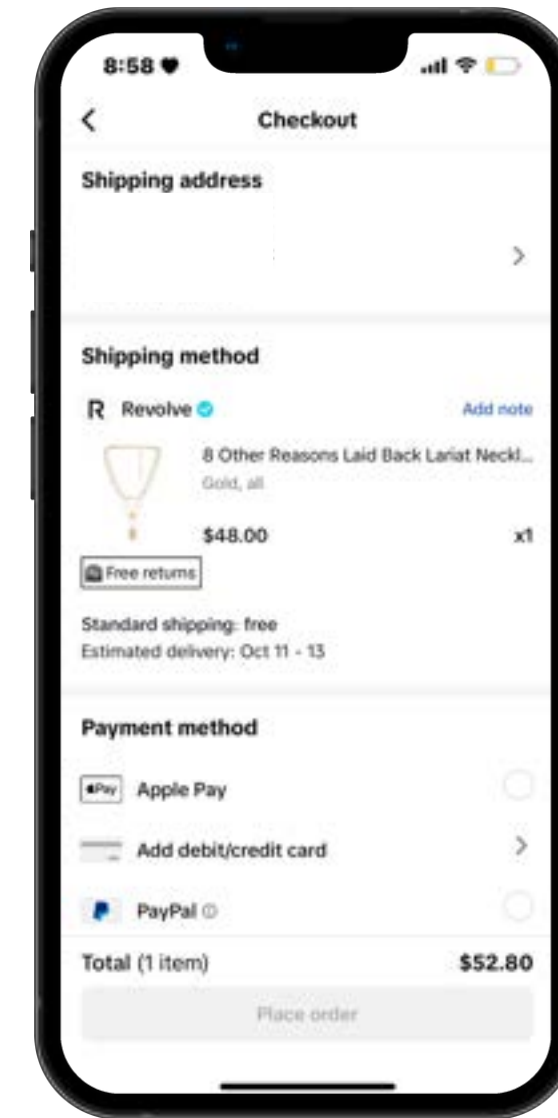 8:58
Checkout
Shipping address
Shipping method
R Revolve Add note
8 Other Reasons Laid Back Lariat Neckl...
Gold, all
$48.00 x1
Free returns
Standard shipping: free
Estimated delivery: Oct 11 - 13
Payment method
Pay Apple Pay
Add debit/credit card
PayPal
Total (1 item) $52.80
Place order